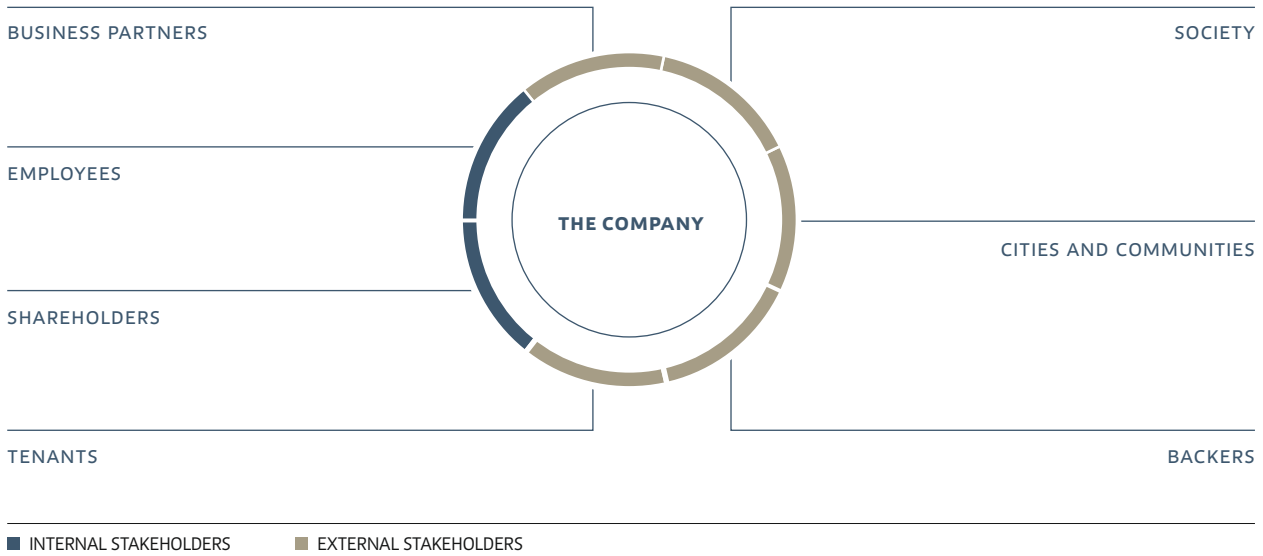 BUSINESS PARTNERS
SOCIETY
EMPLOYEES
THE COMPANY
CITIES AND COMMUNITIES
SHAREHOLDERS
TENANTS
BACKERS
INTERNAL STAKEHOLDERS
EXTERNAL STAKEHOLDERS